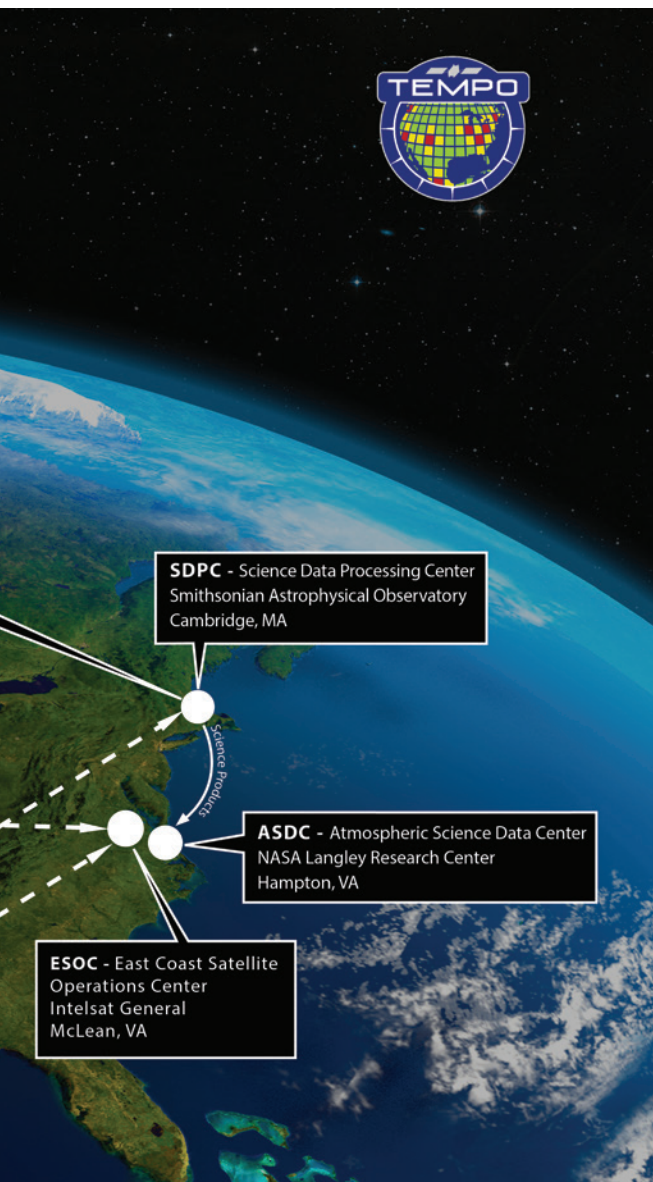 TEMPO
SDPC - Science Data Processing Center
Smithsonian Astrophysical Observatory
Cambridge, MA
Science Products
ASDC - Atmospheric Science Data Center
NASA Langley Research Center
Hampton, VA
ESOC - East Coast Satellite
Operations Center
Intelsat General
McLean, VA